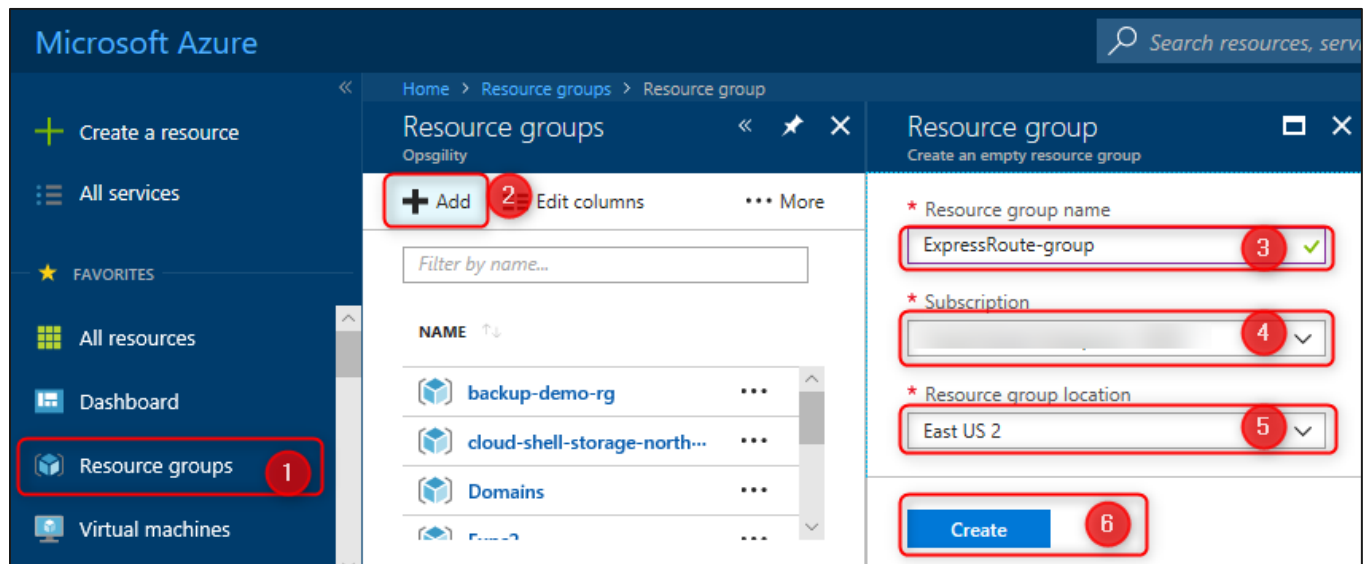 Microsoft Azure
Search resources, serv
«
Home > Resource groups > Resource group
Create a resource
All services
FAVORITES
All resources
Dashboard
Resource groups
1
Virtual machines
Resource groups
«
Opsgility
Add
2
Edit columns
••• More
Filter by name...
NAME ↑↓
backup-demo-rg •••
cloud-shell-storage-north••• •••
Domains •••
•••
Resource group
Create an empty resource group
* Resource group name
ExpressRoute-group
3
* Subscription
4
* Resource group location
East US 2
5
Create
6